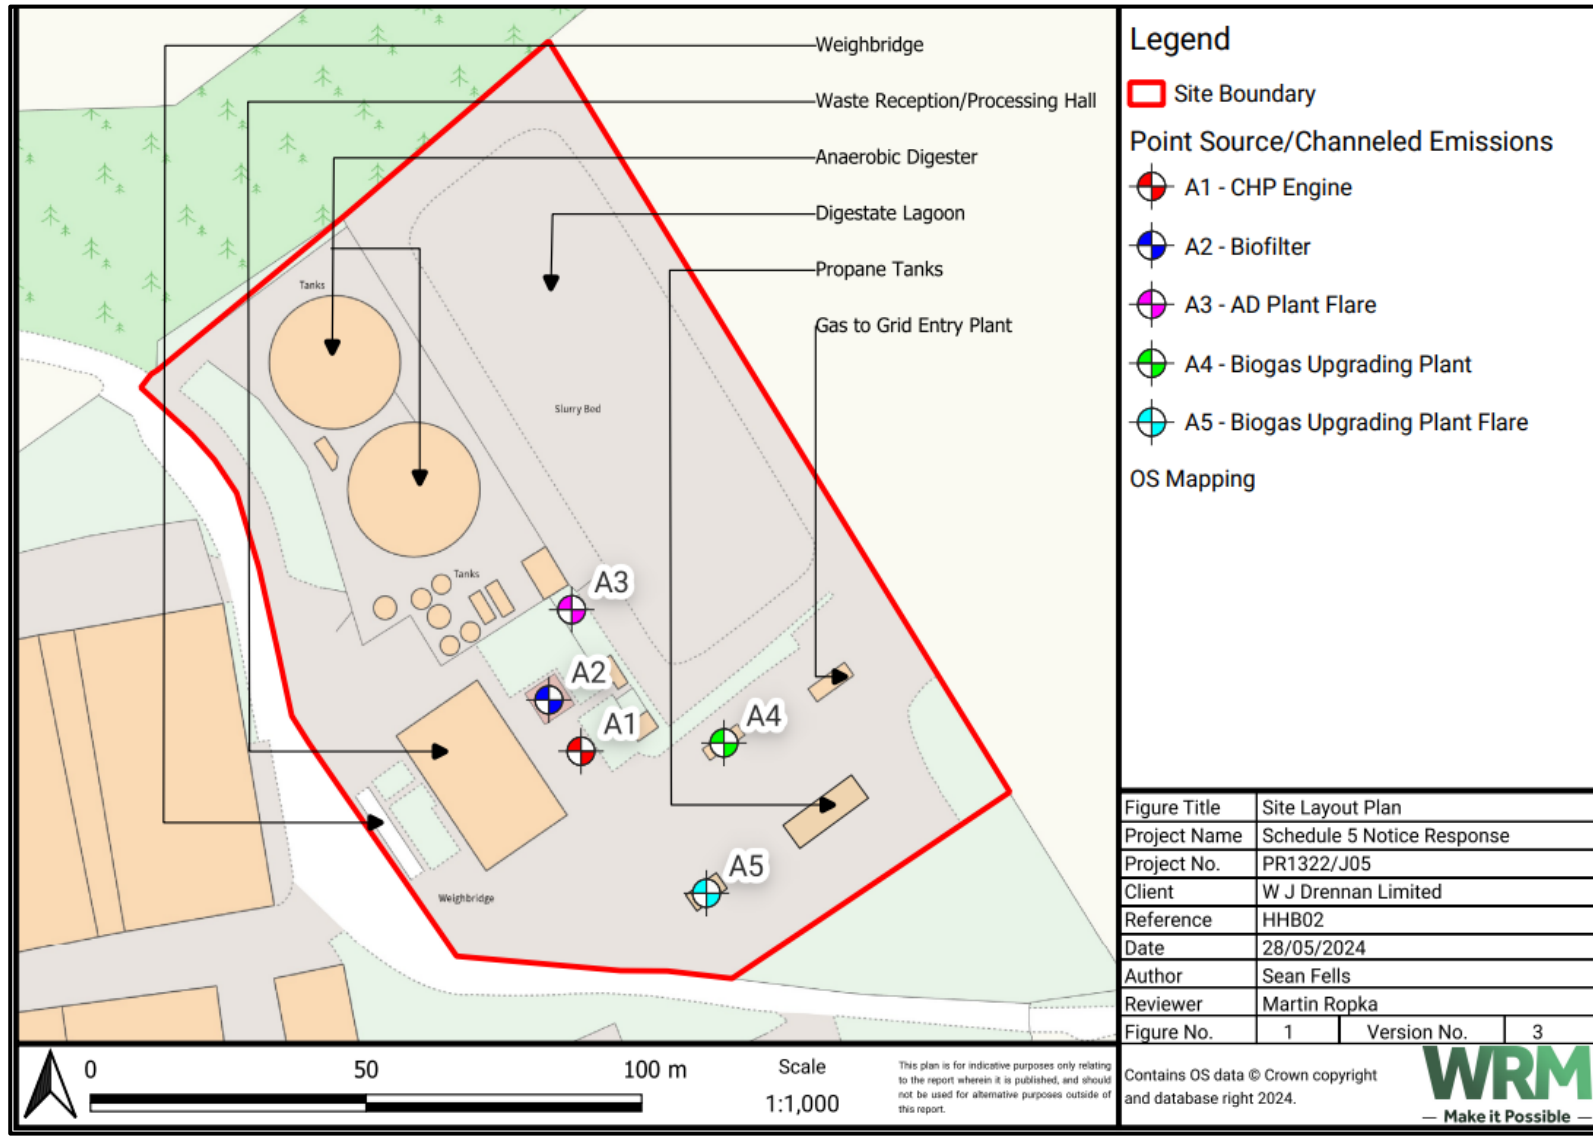 Weighbridge
Waste Reception/Processing Hall
Anaerobic Digester
Digestate Lagoon
Propane Tanks
Gas to Grid Entry Plant
Tanks
Slurry Bed
Tanks
A3
A2
A1
A4
A5
Weighbridge
Legend
Site Boundary
Point Source/Channeled Emissions
A1 - CHP Engine
A2 - Biofilter
A3 - AD Plant Flare
A4 - Biogas Upgrading Plant
A5 - Biogas Upgrading Plant Flare
OS Mapping
Figure Title Site Layout Plan
Project Name Schedule 5 Notice Response
Project No. PR1322/J05
Client W J Drennan Limited
Reference HHB02
Date 28/05/2024
Author Sean Fells
Reviewer Martin Ropka
Figure No. 1 Version No. 3
0 50 100 m
Scale
1:1,000
This plan is for indicative purposes only relating
to the report wherein it is published, and should
not be used for alternative purposes outside of
this report.
Contains OS data © Crown copyright
and database right 2024.
WRM
— Make it Possible —